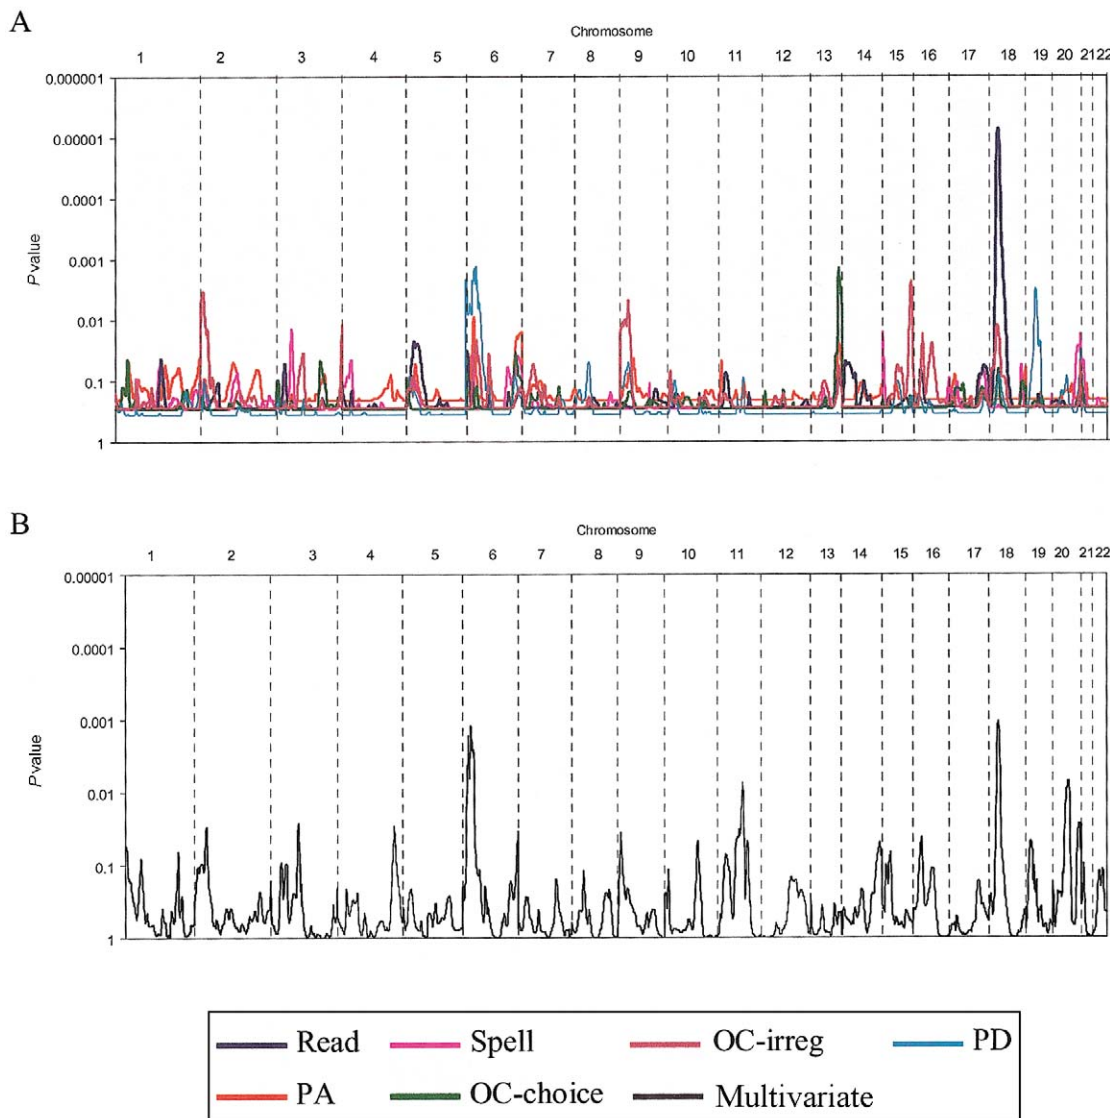 A
Chromosome
1 2 3 4 5 6 7 8 9 10 11 12 13 14 15 16 17 18 19 20 21 22
0.000001
0.00001
0.0001
0.001
0.01
0.1
1
P value
B
Chromosome
1 2 3 4 5 6 7 8 9 10 11 12 13 14 15 16 17 18 19 20 21 22
0.00001
0.0001
0.001
0.01
0.1
1
P value
Read Spell OC-irreg PD
PA OC-choice Multivariate